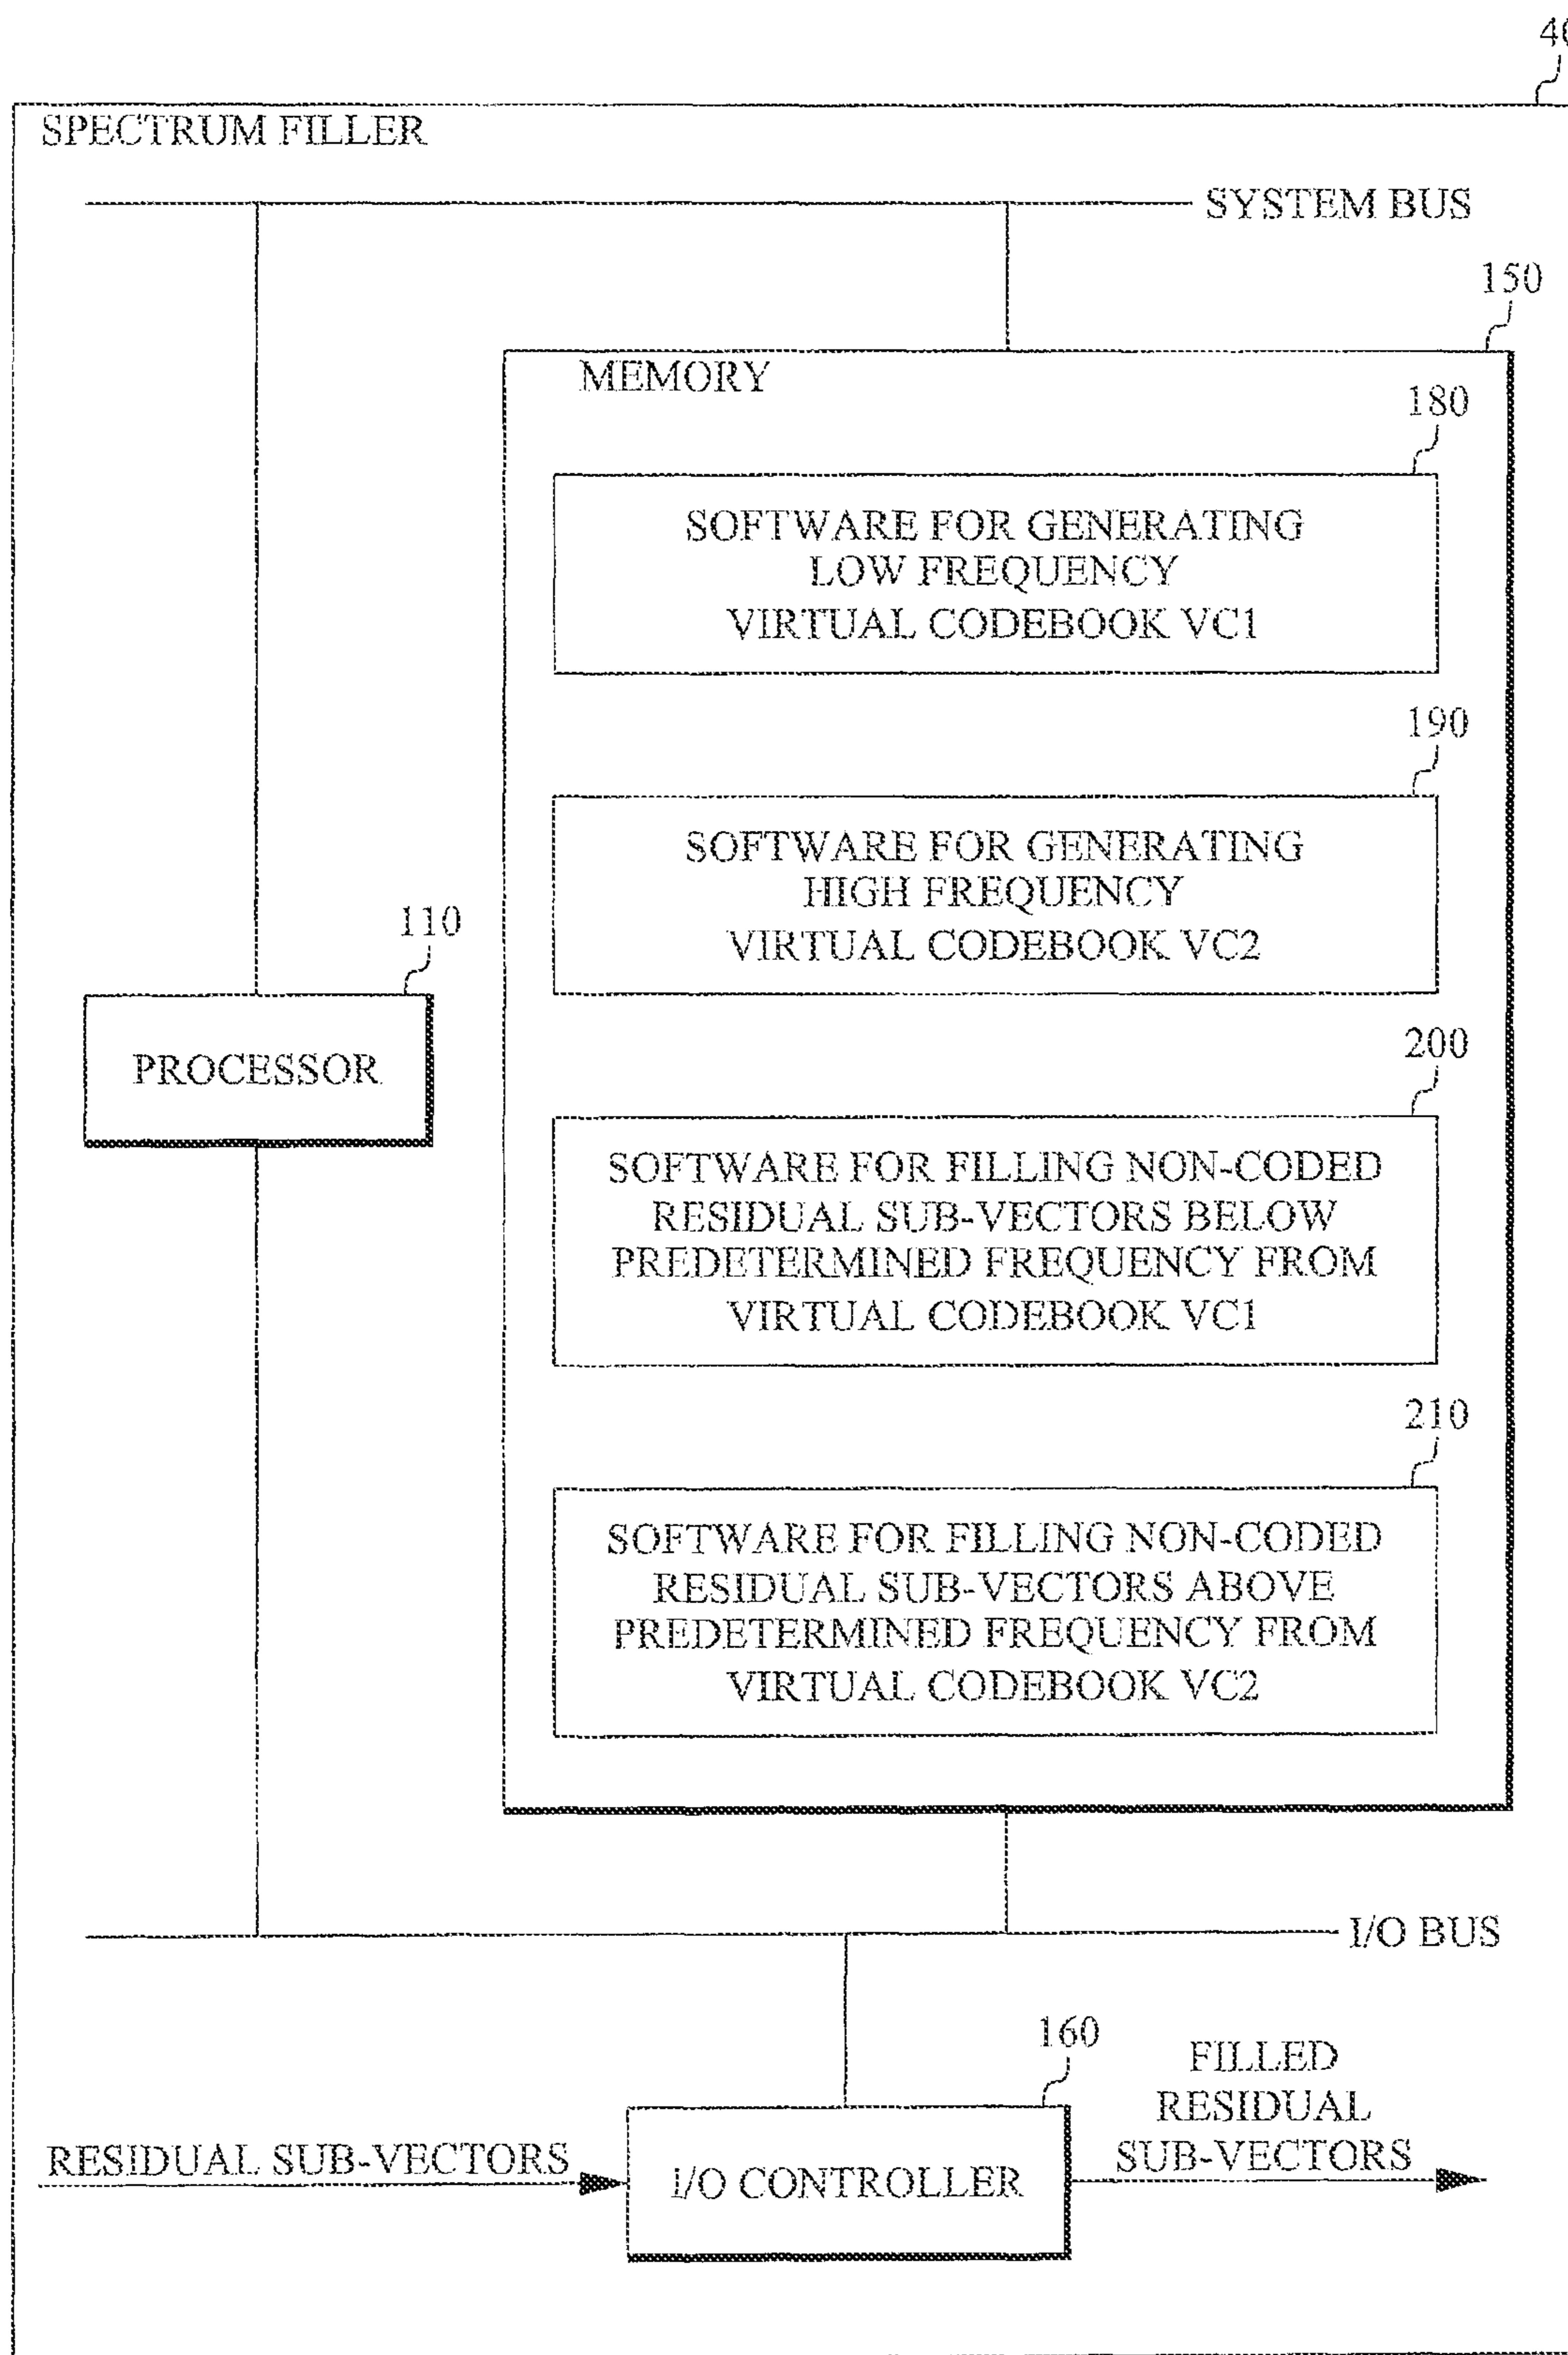 SPECTRUM FILLER
SYSTEM BUS
150
MEMORY
180
SOFTWARE FOR GENERATING
LOW FREQUENCY
VIRTUAL CODEBOOK VC1
190
SOFTWARE FOR GENERATING
HIGH FREQUENCY
VIRTUAL CODEBOOK VC2
110
PROCESSOR
200
SOFTWARE FOR FILLING NON-CODED
RESIDUAL SUB-VECTORS BELOW
PREDETERMINED FREQUENCY FROM
VIRTUAL CODEBOOK VC1
210
SOFTWARE FOR FILLING NON-CODED
RESIDUAL SUB-VECTORS ABOVE
PREDETERMINED FREQUENCY FROM
VIRTUAL CODEBOOK VC2
I/O BUS
160
FILLED
RESIDUAL
SUB-VECTORS
RESIDUAL SUB-VECTORS
I/O CONTROLLER